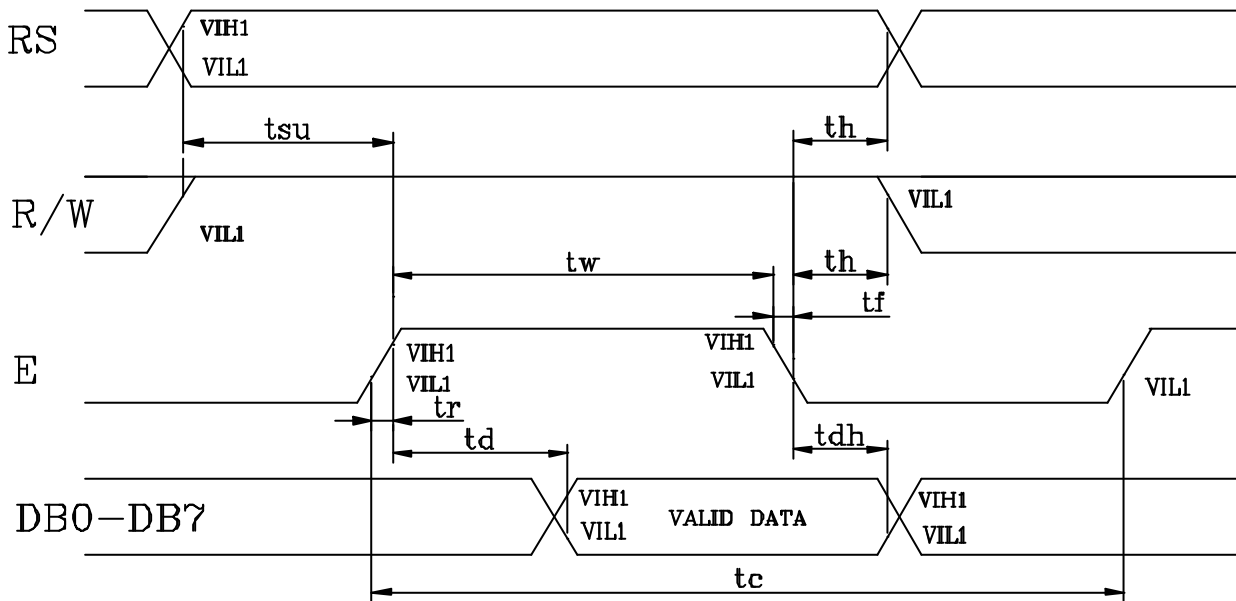 RS
VIH1
VIL1
tsu
th
R/W
VIL1
VIL1
tw
th
tf
E
VIH1
VIL1
VIH1
VIL1
VIL1
tr
td
tdh
DB0-DB7
VIH1
VIL1
VALID DATA
VIH1
VIL1
tc